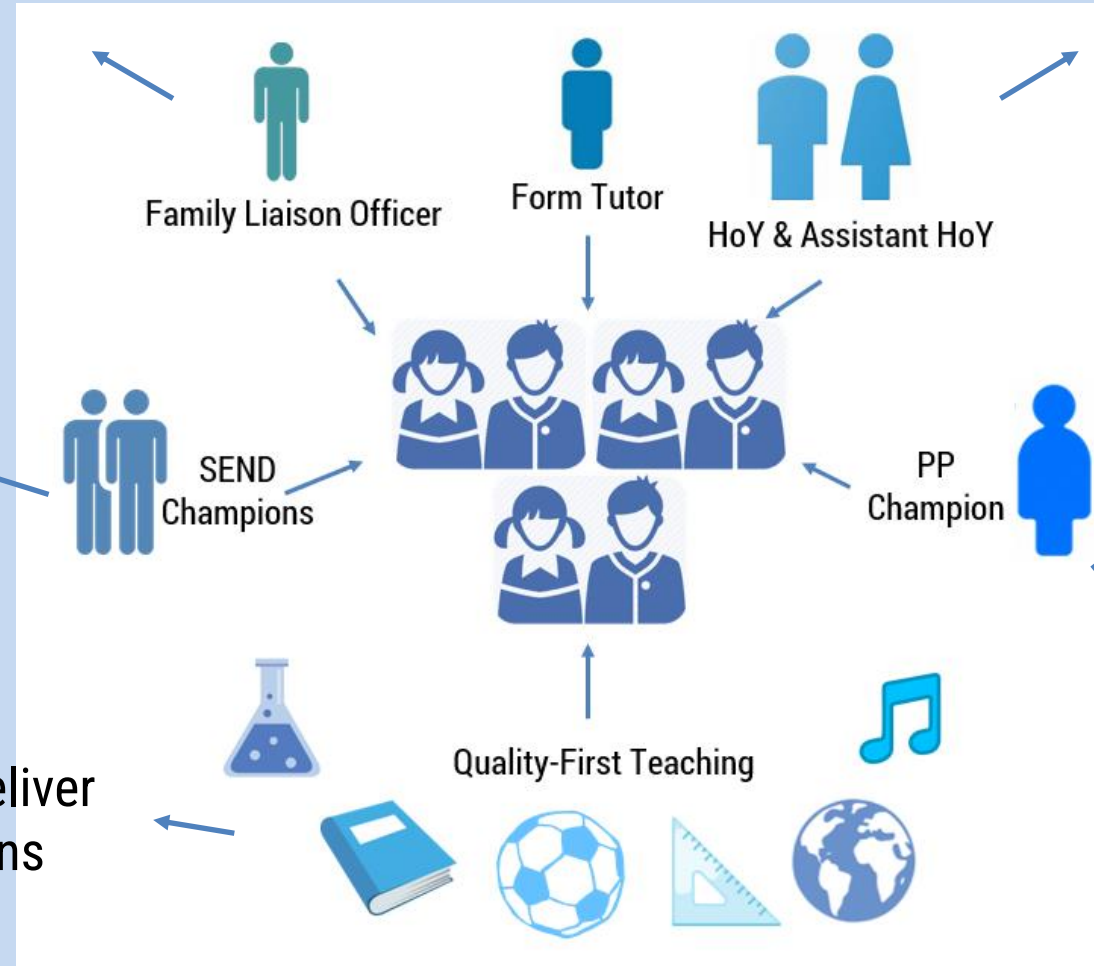 Family Liaison Officer
Form Tutor
HoY & Assistant HoY
SEND
Champions
PP
Champion
Quality-First Teaching